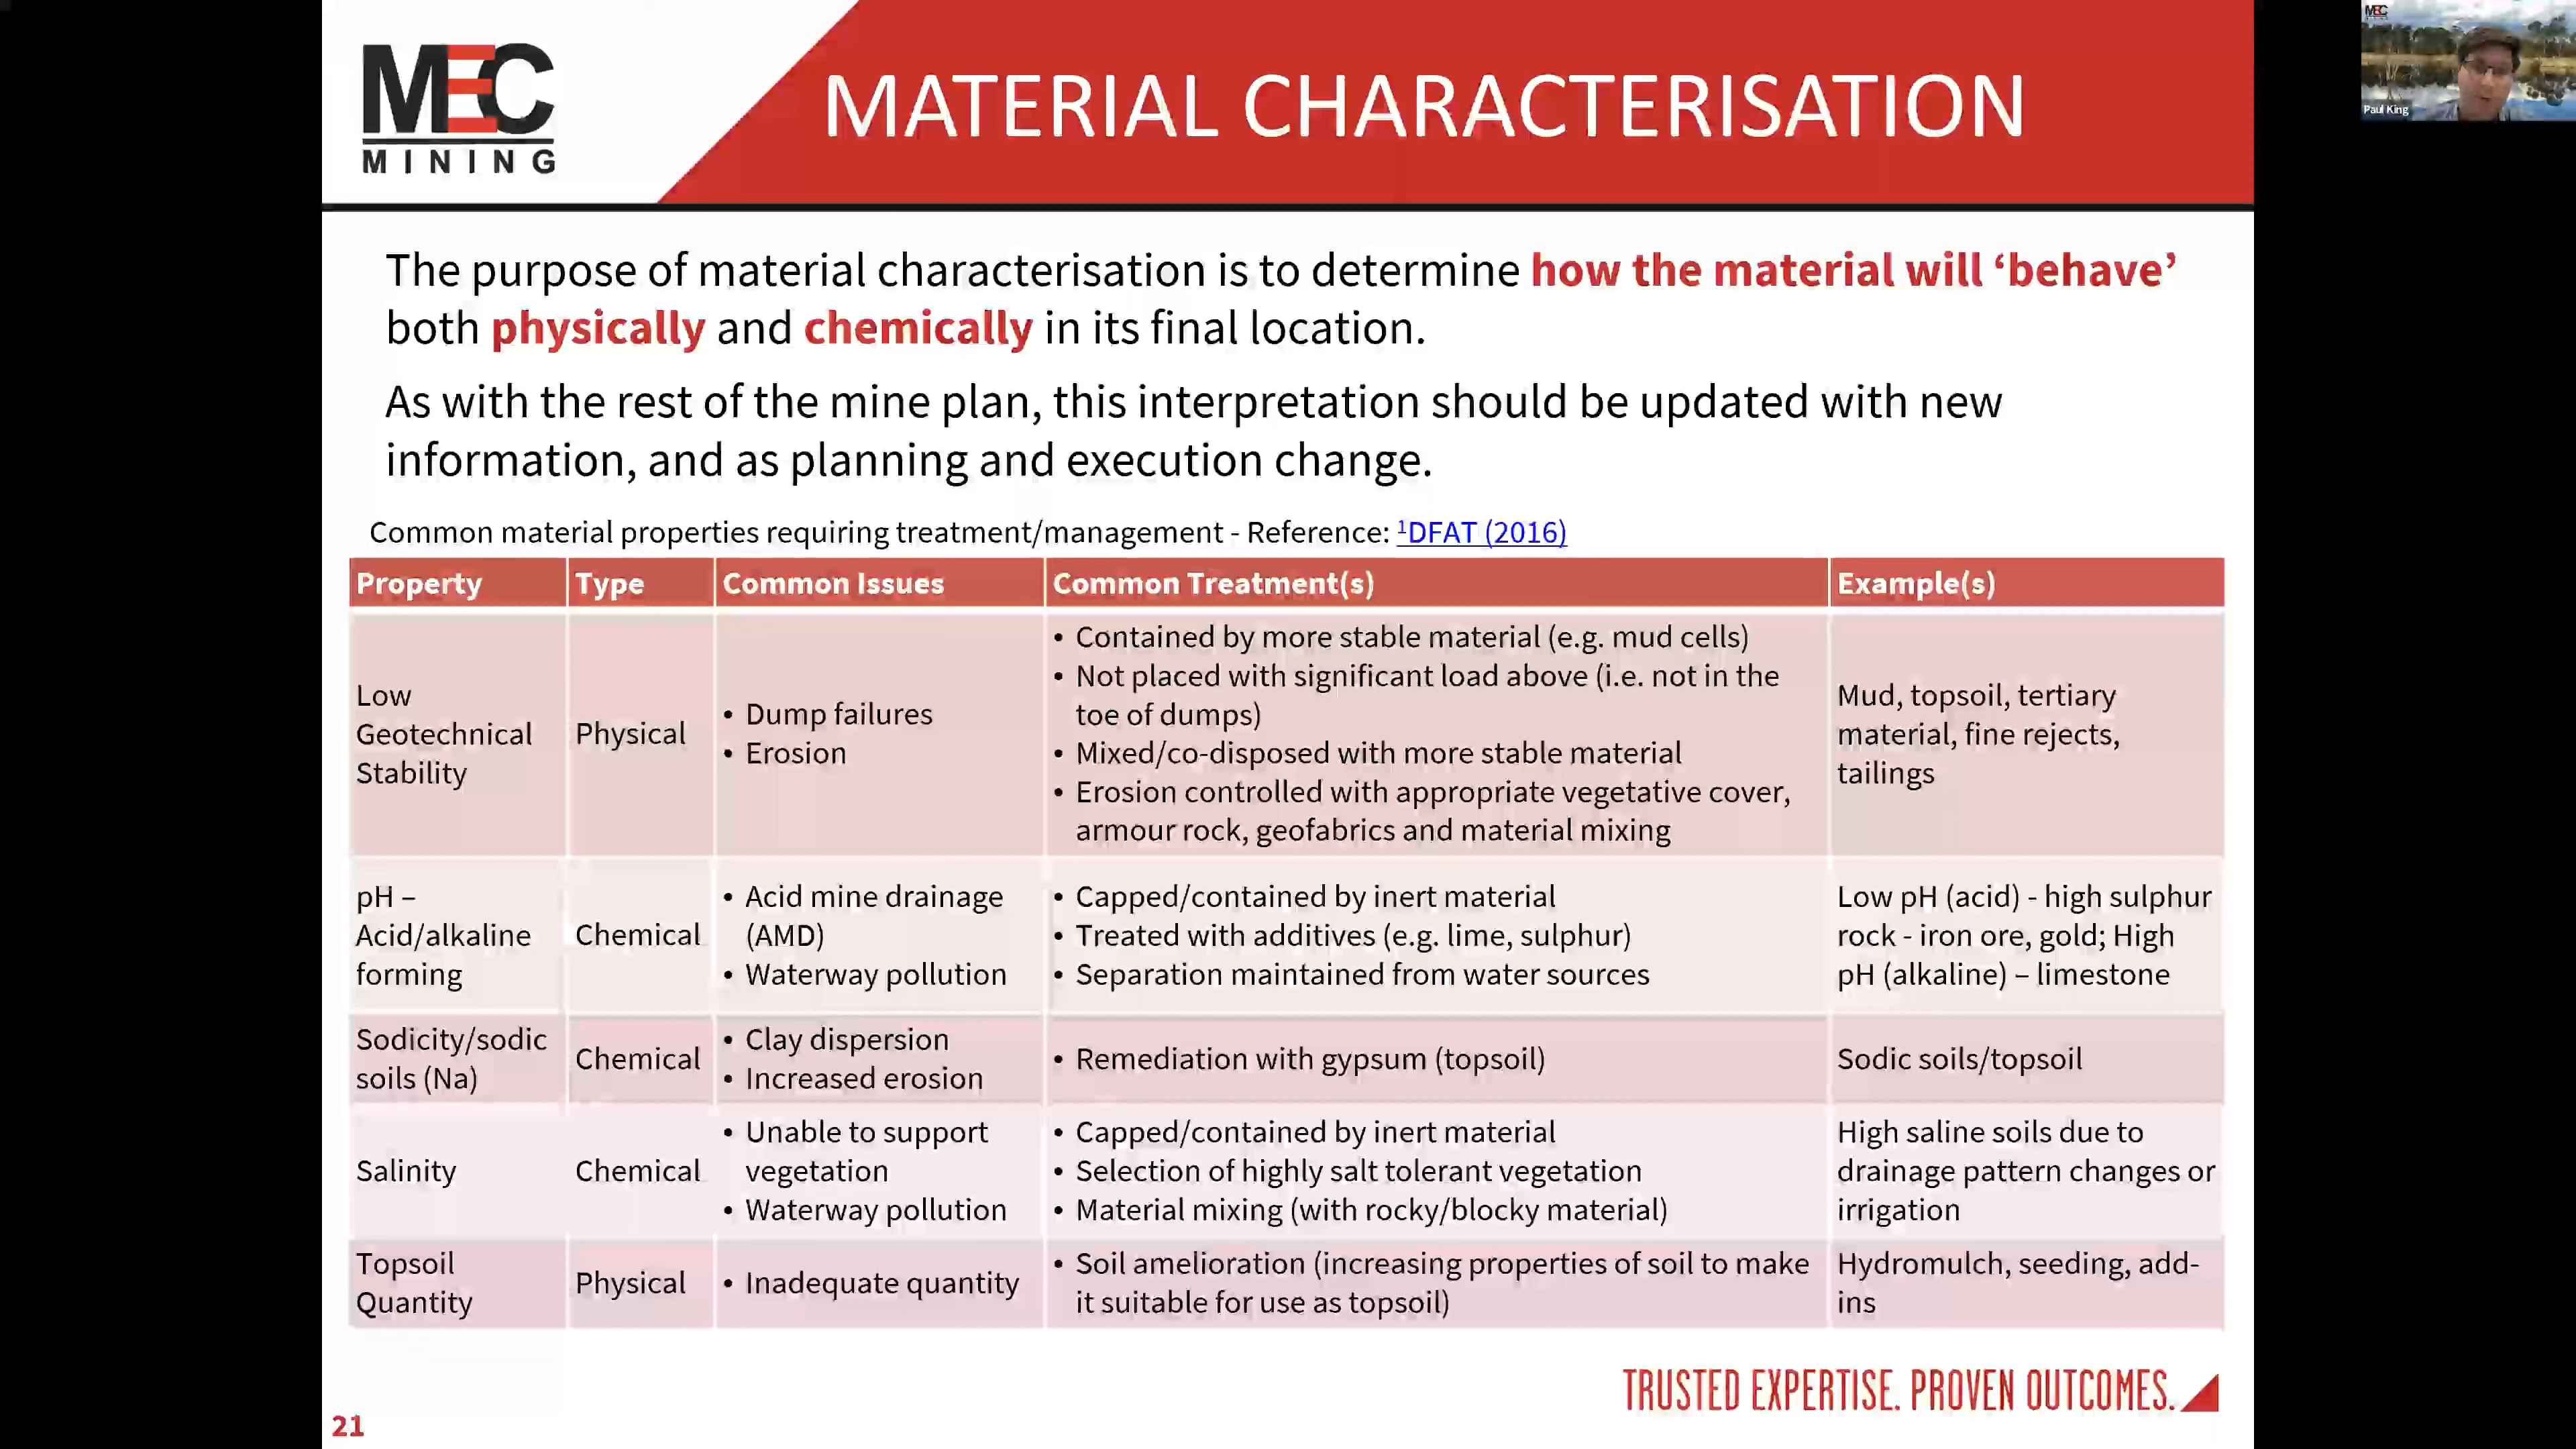 MEC
MINING
MATERIAL CHARACTERISATION
MEC
Paul King
The purpose of material characterisation is to determine how the material will ‘behave’
both physically and chemically in its final location.
As with the rest of the mine plan, this interpretation should be updated with new
information, and as planning and execution change.
Common material properties requiring treatment/management - Reference: ¹DFAT (2016)
Property Type Common Issues Common Treatment(s) Example(s)
Low
Geotechnical
Stability
Physical
• Dump failures
• Erosion
• Contained by more stable material (e.g. mud cells)
• Not placed with significant load above (i.e. not in the
toe of dumps)
• Mixed/co-disposed with more stable material
• Erosion controlled with appropriate vegetative cover,
armour rock, geofabrics and material mixing
Mud, topsoil, tertiary
material, fine rejects,
tailings
pH –
Acid/alkaline
forming
Chemical
• Acid mine drainage
(AMD)
• Waterway pollution
• Capped/contained by inert material
• Treated with additives (e.g. lime, sulphur)
• Separation maintained from water sources
Low pH (acid) - high sulphur
rock - iron ore, gold; High
pH (alkaline) – limestone
Sodicity/sodic
soils (Na)
Chemical
• Clay dispersion
• Increased erosion
• Remediation with gypsum (topsoil)
Sodic soils/topsoil
Salinity
Chemical
• Unable to support
vegetation
• Waterway pollution
• Capped/contained by inert material
• Selection of highly salt tolerant vegetation
• Material mixing (with rocky/blocky material)
High saline soils due to
drainage pattern changes or
irrigation
Topsoil
Quantity
Physical
• Inadequate quantity
• Soil amelioration (increasing properties of soil to make
it suitable for use as topsoil)
Hydromulch, seeding, add-
ins
TRUSTED EXPERTISE. PROVEN OUTCOMES.
21